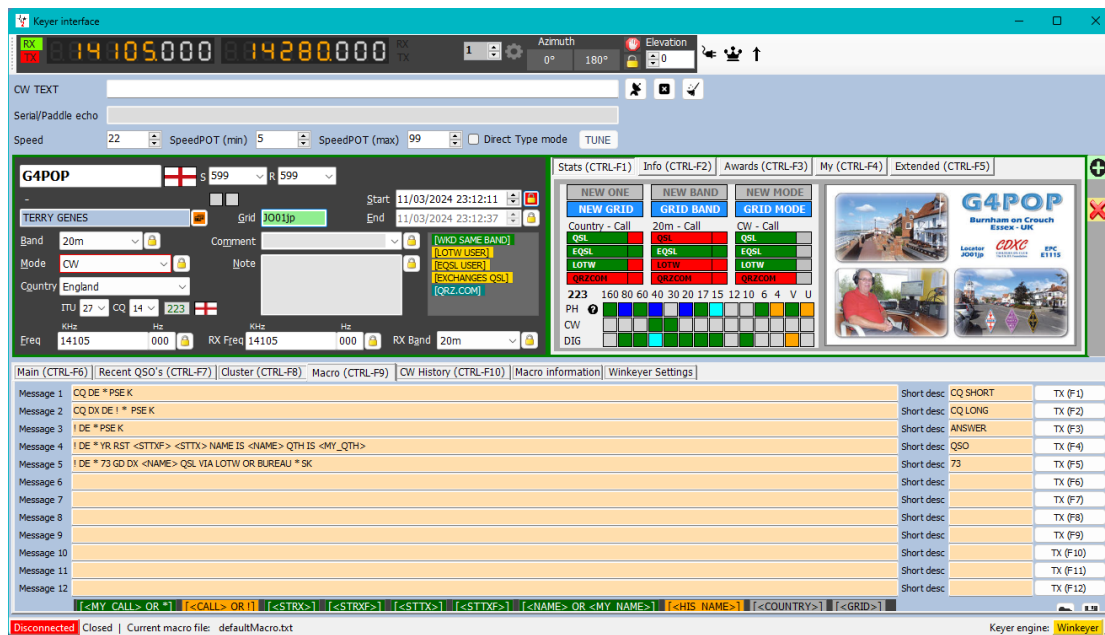 Keyer interface
RX TX 14105.000 14280.000 RX TX 1 Azimuth 0° 180° Elevation 0
CW TEXT
Serial/Paddle echo
Speed 22 SpeedPOT (min) 5 SpeedPOT (max) 99 Direct Type mode TUNE
G4POP S 599 R 599
-
Start 11/03/2024 23:12:11
TERRY GENES Grid JO01jp End 11/03/2024 23:12:37
Band 20m Comment
Mode CW Note
Country England
ITU 27 CQ 14 223
[WKD SAME BAND]
[LOTW USER]
[EQSL USER]
[EXCHANGES QSL]
[QRZ.COM]
KHz Hz KHz Hz
Freq 14105 000 RX Freq 14105 000 RX Band 20m
Stats (CTRL-F1) Info (CTRL-F2) Awards (CTRL-F3) My (CTRL-F4) Extended (CTRL-F5)
NEW ONE NEW BAND NEW MODE
NEW GRID GRID BAND GRID MODE
Country - Call 20m - Call CW - Call
QSL QSL QSL
EQSL EQSL EQSL
LOTW LOTW LOTW
QRZCOM QRZCOM QRZCOM
223 160 80 60 40 30 20 17 15 12 10 6 4 V U
PH ?
CW
DIG
G4POP
Burnham on Crouch
Essex - UK
Locator JO01jp CDXC EPC E1115
Main (CTRL-F6) Recent QSO's (CTRL-F7) Cluster (CTRL-F8) Macro (CTRL-F9) CW History (CTRL-F10) Macro information Winkeyer Settings
Message 1 CQ DE * PSE K Short desc CQ SHORT TX (F1)
Message 2 CQ DX DE ! * PSE K Short desc CQ LONG TX (F2)
Message 3 ! DE * PSE K Short desc ANSWER TX (F3)
Message 4 ! DE * YR RST <STTXF> <STTX> NAME IS <NAME> QTH IS <MY_QTH> Short desc QSO TX (F4)
Message 5 ! DE * 73 GD DX <NAME> QSL VIA LOTW OR BUREAU * SK Short desc 73 TX (F5)
Message 6 Short desc TX (F6)
Message 7 Short desc TX (F7)
Message 8 Short desc TX (F8)
Message 9 Short desc TX (F9)
Message 10 Short desc TX (F10)
Message 11 Short desc TX (F11)
Message 12 Short desc TX (F12)
[<MY_CALL> OR *] [<CALL> OR !] [<STRX>] [<STRXF>] [<STTX>] [<STTXF>] [<NAME> OR <MY_NAME>] [<HIS_NAME>] [<COUNTRY>] [<GRID>]
Disconnected Closed | Current macro file: defaultMacro.txt Keyer engine: Winkeyer